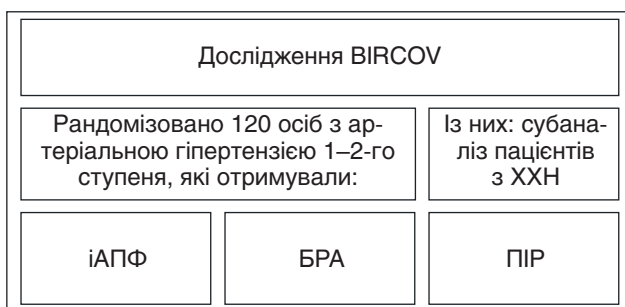 Дослідження BIRCOV
Рандомізовано 120 осіб з ар-
теріальною гіпертензією 1–2-го
ступеня, які отримували:
Із них: субана-
ліз пацієнтів
з ХХН
іАПФ
БРА
ПІР